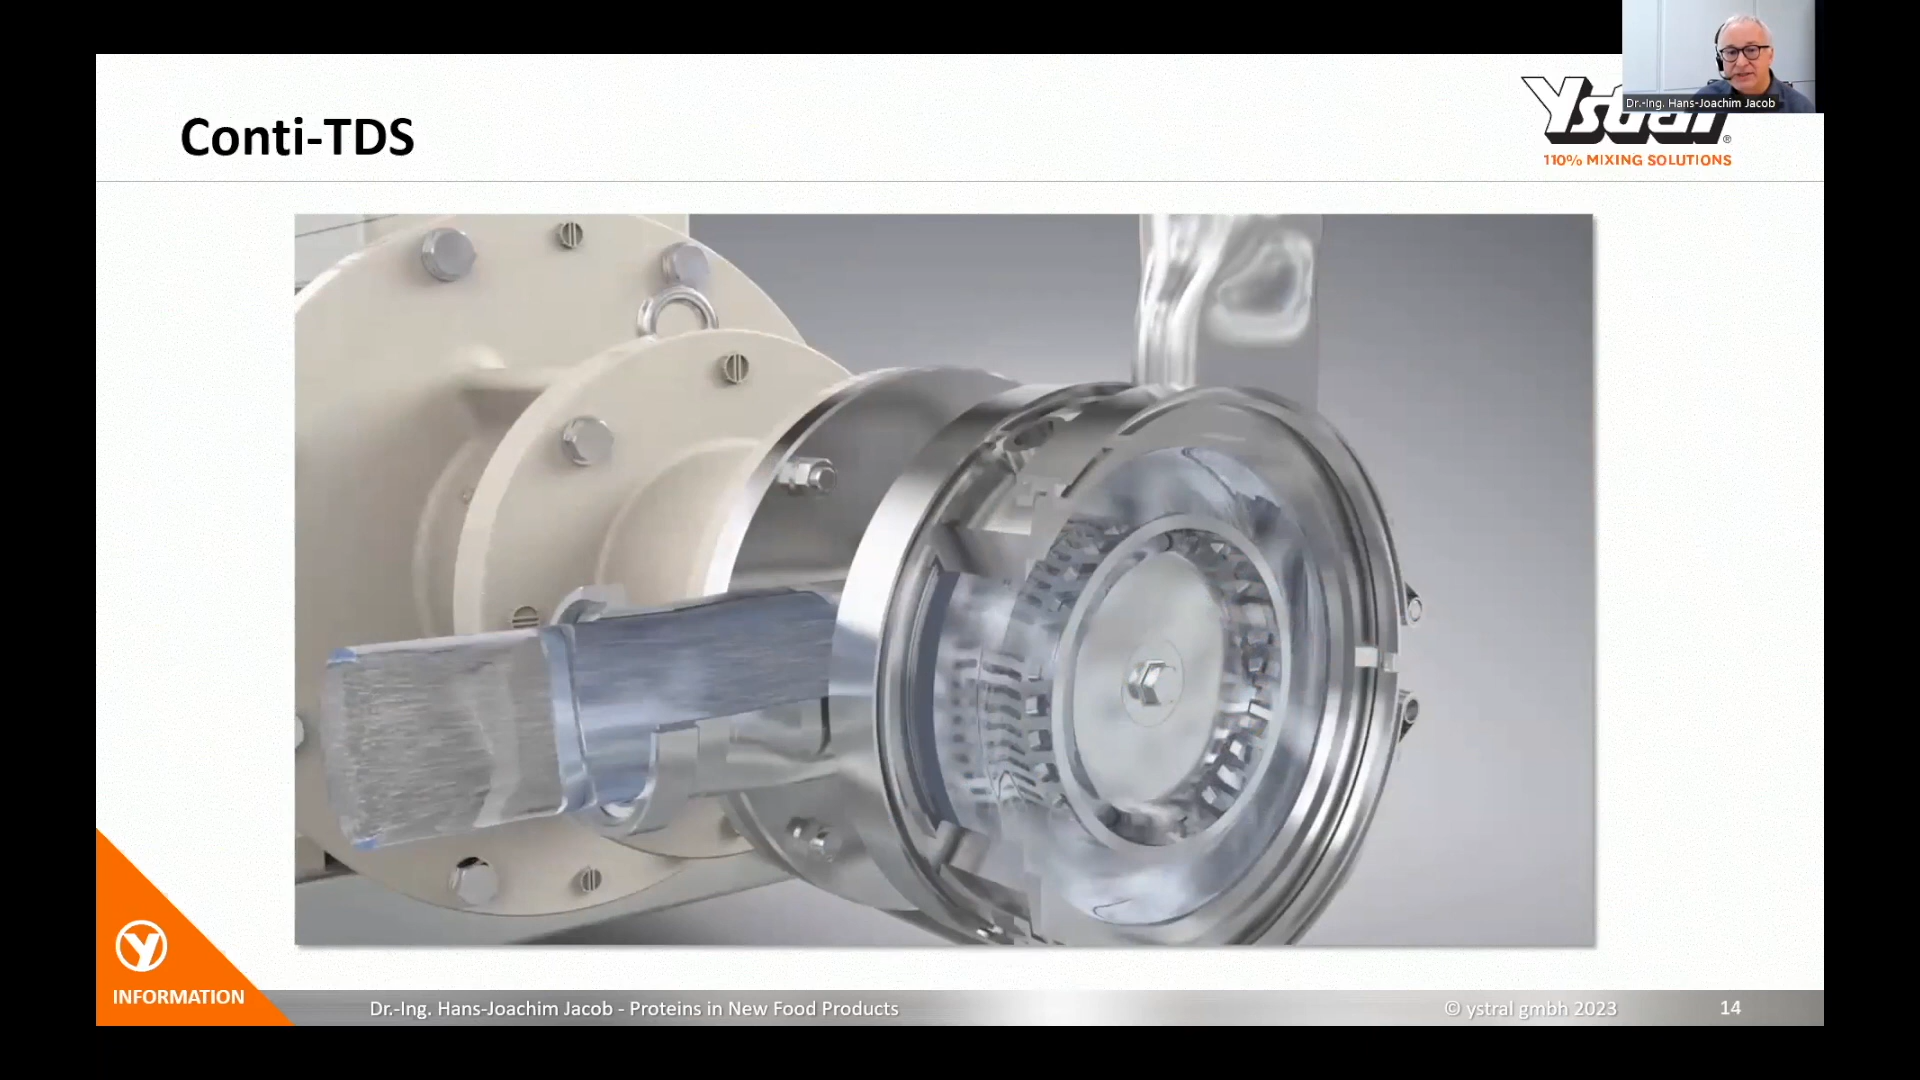 Conti-TDS
Ystral®
Dr.-Ing. Hans-Joachim Jacob
110% MIXING SOLUTIONS
INFORMATION
Dr.-Ing. Hans-Joachim Jacob - Proteins in New Food Products
© ystral gmbh 2023
14